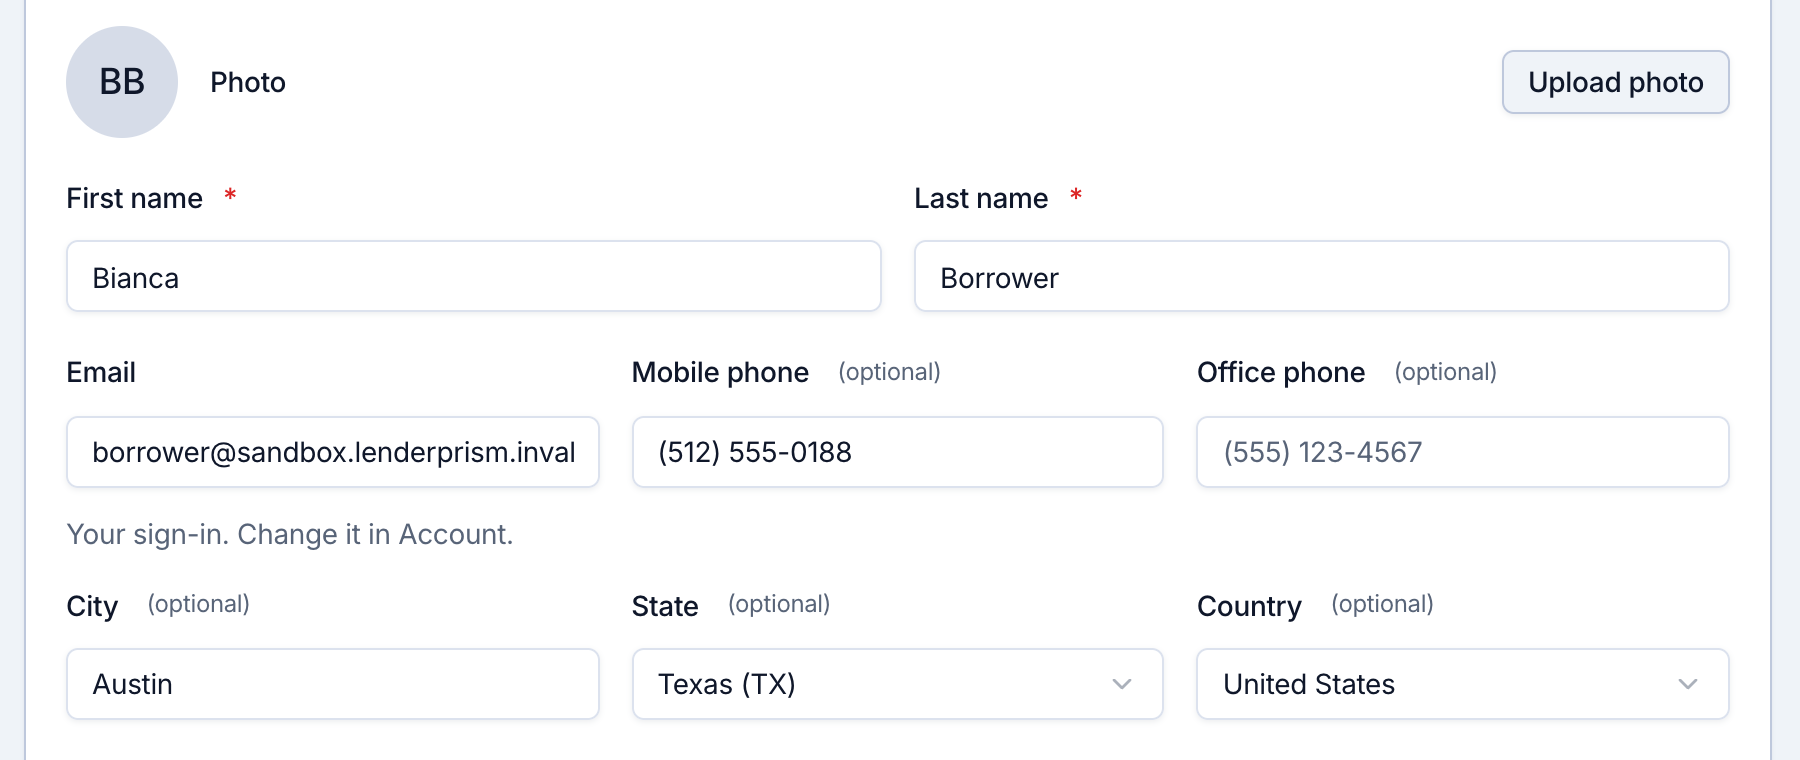 BB Photo Upload photo
First name * Last name *
Bianca Borrower
Email Mobile phone (optional) Office phone (optional)
borrower@sandbox.lenderprism.inval (512) 555-0188 (555) 123-4567
Your sign-in. Change it in Account.
City (optional) State (optional) Country (optional)
Austin Texas (TX) United States